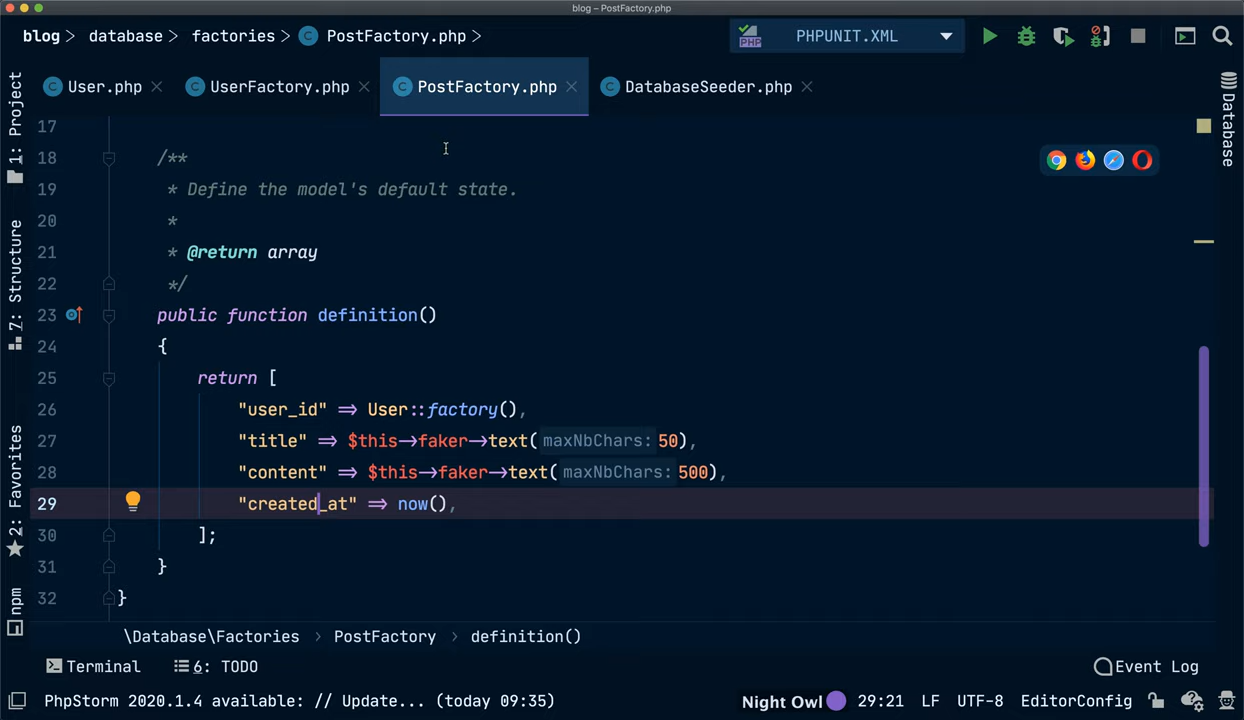 blog – PostFactory.php
blog > database > factories > PostFactory.php >
PHP PHPUNIT.XML
User.php UserFactory.php PostFactory.php DatabaseSeeder.php
1: Project
7: Structure
2: Favorites
npm
Database
17
18 /**
19 * Define the model's default state.
20 *
21 * @return array
22 */
23 public function definition()
24 {
25 return [
26 "user_id" => User::factory(),
27 "title" => $this->faker->text( maxNbChars: 50),
28 "content" => $this->faker->text( maxNbChars: 500),
29 "created_at" => now(),
30 ];
31 }
32 }
\Database\Factories > PostFactory > definition()
Terminal 6: TODO Event Log
PhpStorm 2020.1.4 available: // Update... (today 09:35) Night Owl 29:21 LF UTF-8 EditorConfig